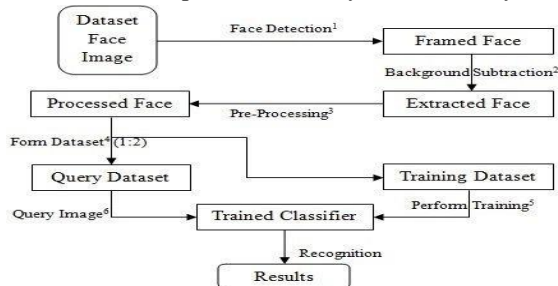 Dataset
Face
Image
Face Detection¹
Framed Face
Background Subtraction²
Processed Face
Pre-Processing³
Extracted Face
Form Dataset⁴ (1:2)
Query Dataset
Training Dataset
Query Image⁶
Trained Classifier
Perform Training⁵
Recognition
Results